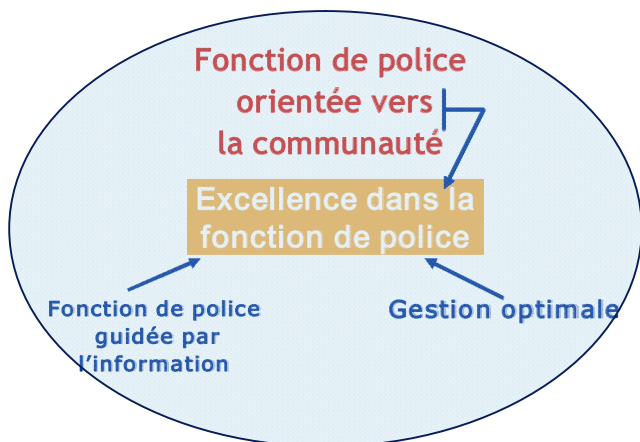 Fonction de police
orientée vers
la communauté
Excellence dans la
fonction de police
Fonction de police
guidée par
l'information
Gestion optimale